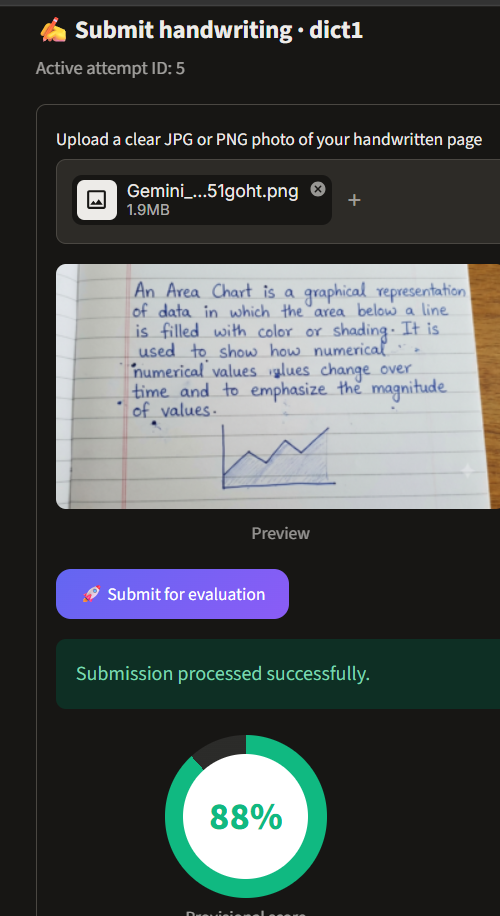 ✍️ Submit handwriting · dict1
Active attempt ID: 5
Upload a clear JPG or PNG photo of your handwritten page
Gemini_...51goht.png
1.9MB
An Area Chart is a graphical representation
of data in which the area below a line
is filled with color or shading. It is
used to show how numerical
numerical values ues change over
time and to emphasize the magnitude
of values.
Preview
🚀 Submit for evaluation
Submission processed successfully.
88%
Provisional score